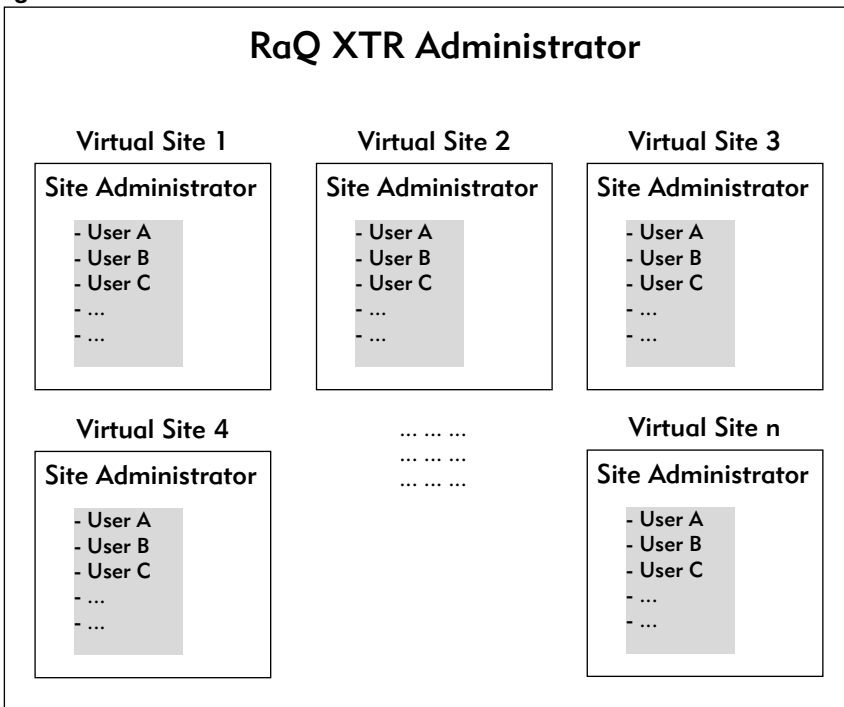 RaQ XTR Administrator
Virtual Site 1
Site Administrator
- User A
- User B
- User C
- ...
- ...
Virtual Site 2
Site Administrator
- User A
- User B
- User C
- ...
- ...
Virtual Site 3
Site Administrator
- User A
- User B
- User C
- ...
- ...
Virtual Site 4
Site Administrator
- User A
- User B
- User C
- ...
- ...
... ... ...
... ... ...
... ... ...
Virtual Site n
Site Administrator
- User A
- User B
- User C
- ...
- ...